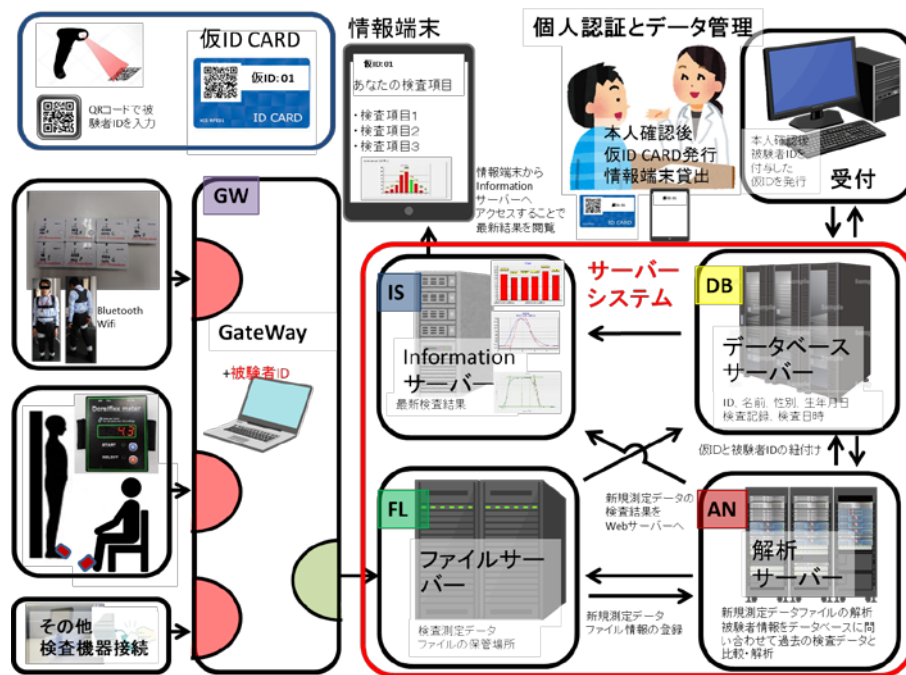 仮ID CARD
仮ID: 01
ID CARD
QRコードで被
験者IDを入力
情報端末
仮ID: 01
あなたの検査項目
・検査項目1
・検査項目2
・検査項目3
情報端末から
Information
サーバーへ
アクセスすることで
最新結果を閲覧
個人認証とデータ管理
本人確認後
仮ID CARD発行
情報端末貸出
ID CARD
本人確認後
被験者IDを
付与した
仮IDを発行
受付
GW
GateWay
+被験者ID
Bluetooth
Wifi
Dorsiflex meter
4.3
START
SELECT
その他
検査機器接続
サーバー
システム
IS
Information
サーバー
最新検査結果
DB
データベース
サーバー
ID, 名前, 性別, 生年月日
検査記録, 検査日時
仮IDと被験者IDの紐付け
新規測定データの
検査結果を
Webサーバーへ
FL
ファイルサー
バー
検査測定データ
ファイルの保管場所
新規測定データ
ファイル情報の登録
AN
解析
サーバー
新規測定データファイルの解析
被験者情報をデータベースに問
い合わせて過去の検査データと
比較・解析